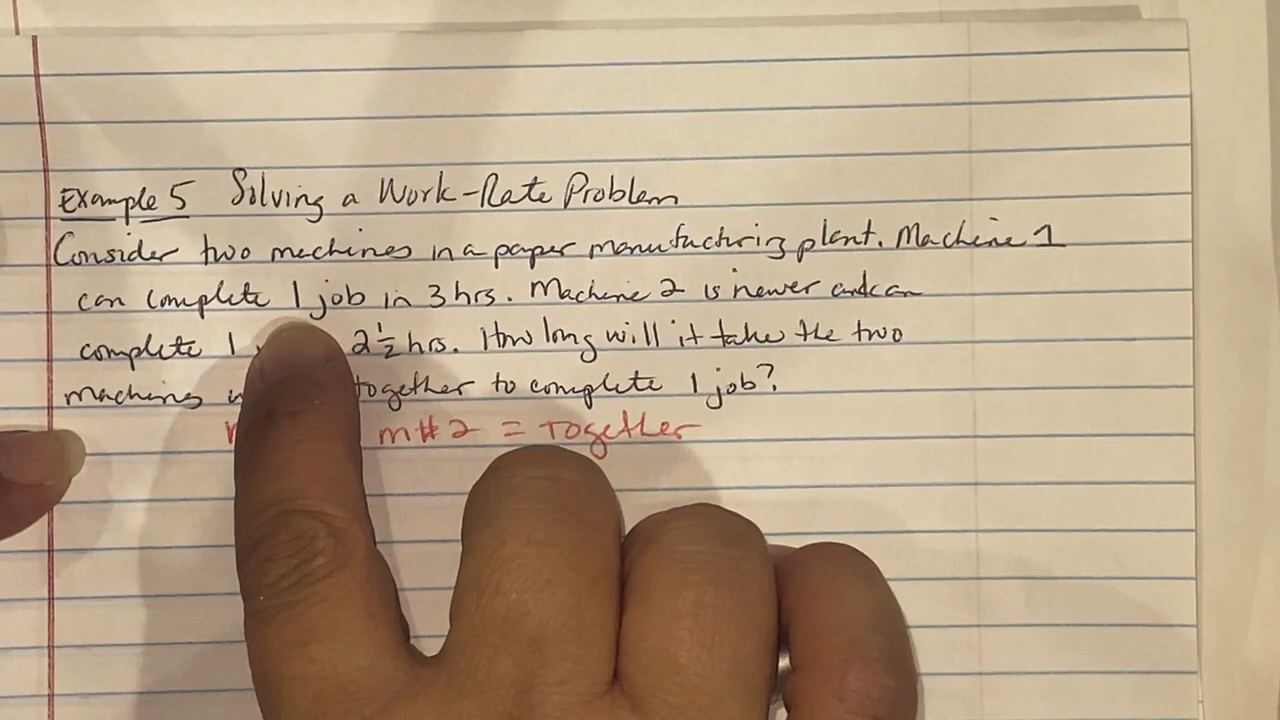 Example 5 Solving a Work-Rate Problem
Consider two machines in a paper manufacturing plant. Machine 1
can complete 1 job in 3 hrs. Machine 2 is newer and can
complete 1 2 1/2 hrs. How long will it take the two
machines together to complete 1 job?
m#2 = Together